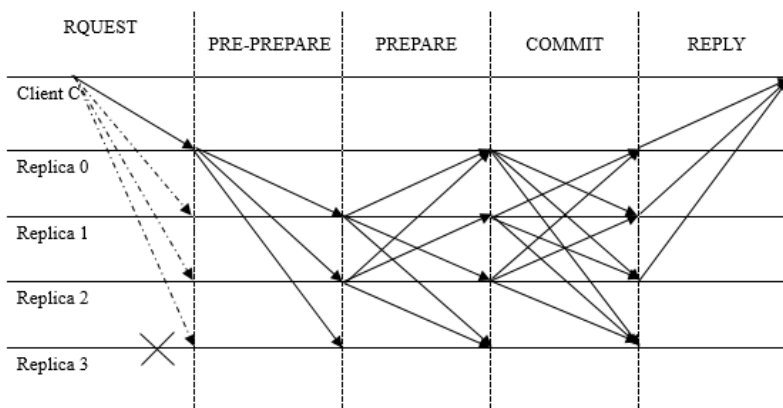 RQUEST
PRE-PREPARE
PREPARE
COMMIT
REPLY
Client C
Replica 0
Replica 1
Replica 2
Replica 3